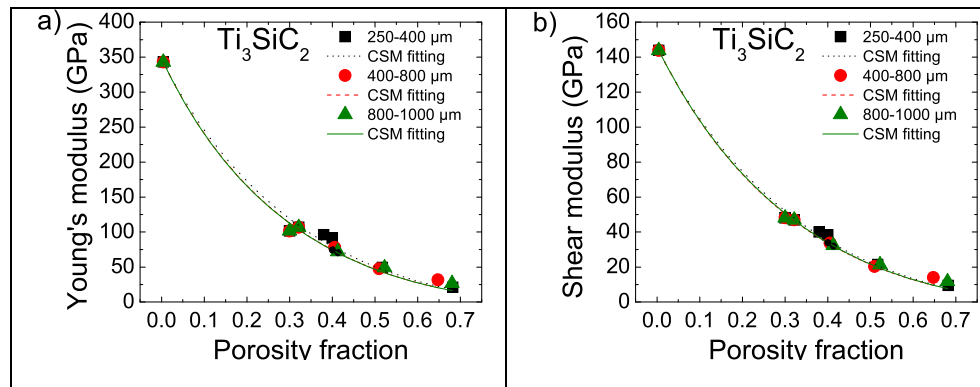 a)
Ti3SiC2
250-400 µm
CSM fitting
400-800 µm
CSM fitting
800-1000 µm
CSM fitting
Young's modulus (GPa)
400
350
300
250
200
150
100
50
0
0.0 0.1 0.2 0.3 0.4 0.5 0.6 0.7
Porosity fraction
b)
Ti3SiC2
250-400 µm
CSM fitting
400-800 µm
CSM fitting
800-1000 µm
CSM fitting
Shear modulus (GPa)
160
140
120
100
80
60
40
20
0
0.0 0.1 0.2 0.3 0.4 0.5 0.6 0.7
Porosity fraction